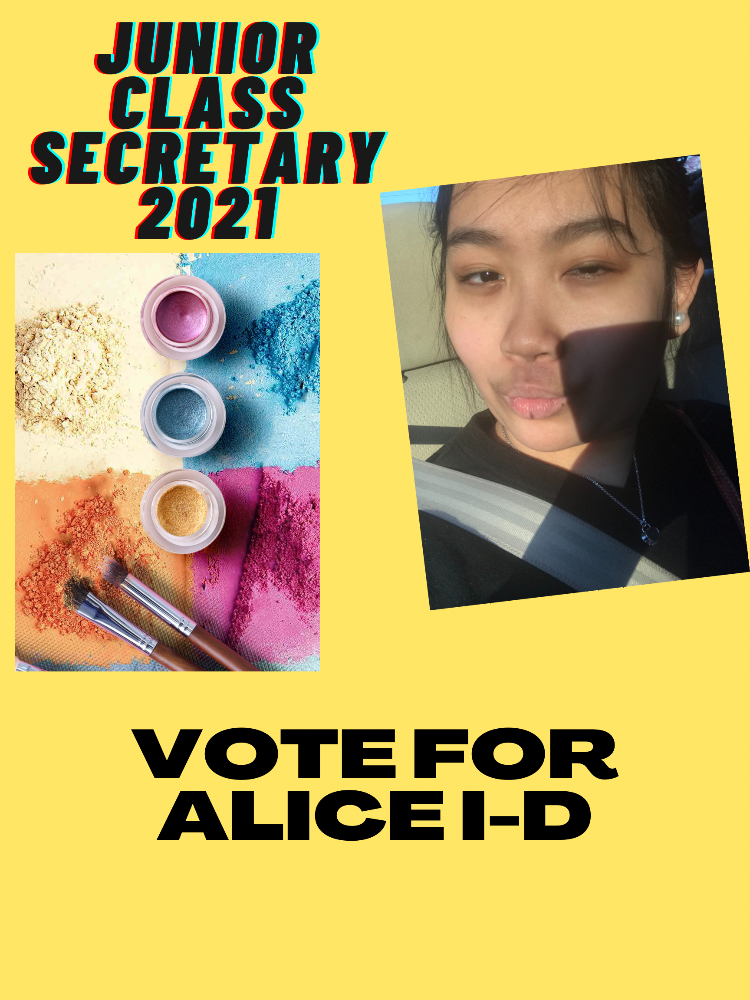 JUNIOR
CLASS
SECRETARY
2021
VOTE FOR
ALICE I-D